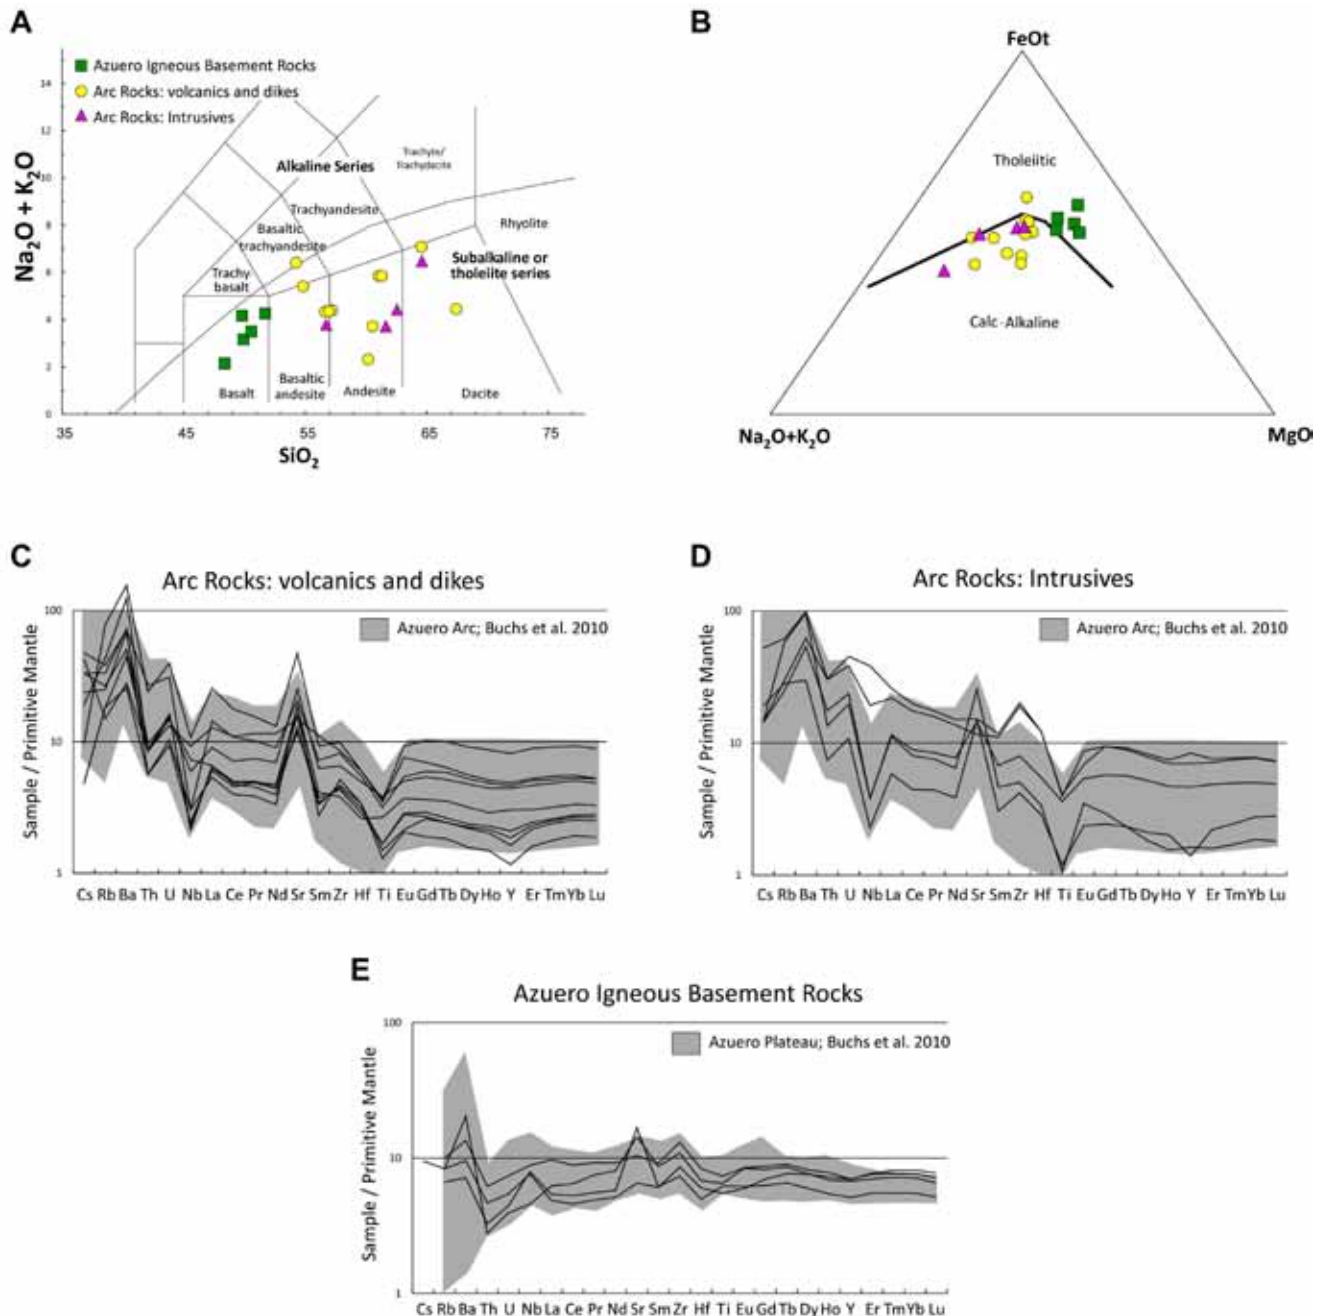 A
Na2O + K2O
14
12
10
8
6
4
2
0
35
45
55
65
75
SiO2
Azuero Igneous Basement Rocks
Arc Rocks: volcanics and dikes
Arc Rocks: Intrusives
Alkaline Series
Trachyte/
Trachydacite
Trachyandesite
Basaltic
trachyandesite
Trachy
basalt
Rhyolite
Subalkaline or
tholeiite series
Basalt
Basaltic
andesite
Andesite
Dacite
B
FeOt
Tholeiitic
Calc-Alkaline
Na2O+K2O
MgO
C
Arc Rocks: volcanics and dikes
Sample / Primitive Mantle
100
10
1
Azuero Arc; Buchs et al. 2010
Cs Rb Ba Th U Nb La Ce Pr Nd Sr Sm Zr Hf Ti Eu Gd Tb Dy Ho Y Er Tm Yb Lu
D
Arc Rocks: Intrusives
Sample / Primitive Mantle
100
10
1
Azuero Arc; Buchs et al. 2010
Cs Rb Ba Th U Nb La Ce Pr Nd Sr Sm Zr Hf Ti Eu Gd Tb Dy Ho Y Er Tm Yb Lu
E
Azuero Igneous Basement Rocks
Sample / Primitive Mantle
100
10
1
Azuero Plateau; Buchs et al. 2010
Cs Rb Ba Th U Nb La Ce Pr Nd Sr Sm Zr Hf Ti Eu Gd Tb Dy Ho Y Er Tm Yb Lu